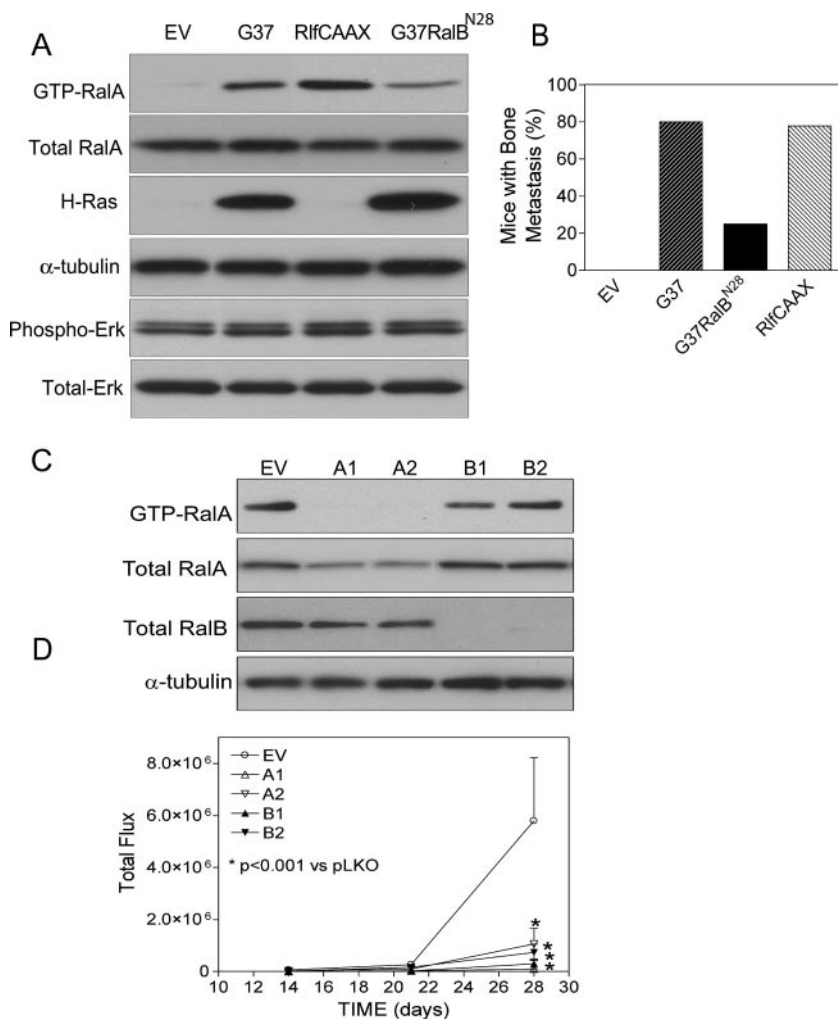 A
EV G37 RlfCAAX G37RalB^N28
GTP-RalA
Total RalA
H-Ras
α-tubulin
Phospho-Erk
Total-Erk
B
Mice with Bone
Metastasis (%)
100
80
60
40
20
0
EV
G37
G37RalB^N28
RlfCAAX
C
EV A1 A2 B1 B2
GTP-RalA
Total RalA
Total RalB
α-tubulin
D
Total Flux
8.0×10^6
6.0×10^6
4.0×10^6
2.0×10^6
0
EV
A1
A2
B1
B2
* p<0.001 vs pLKO
*
*
*
*
10 12 14 16 18 20 22 24 26 28 30
TIME (days)